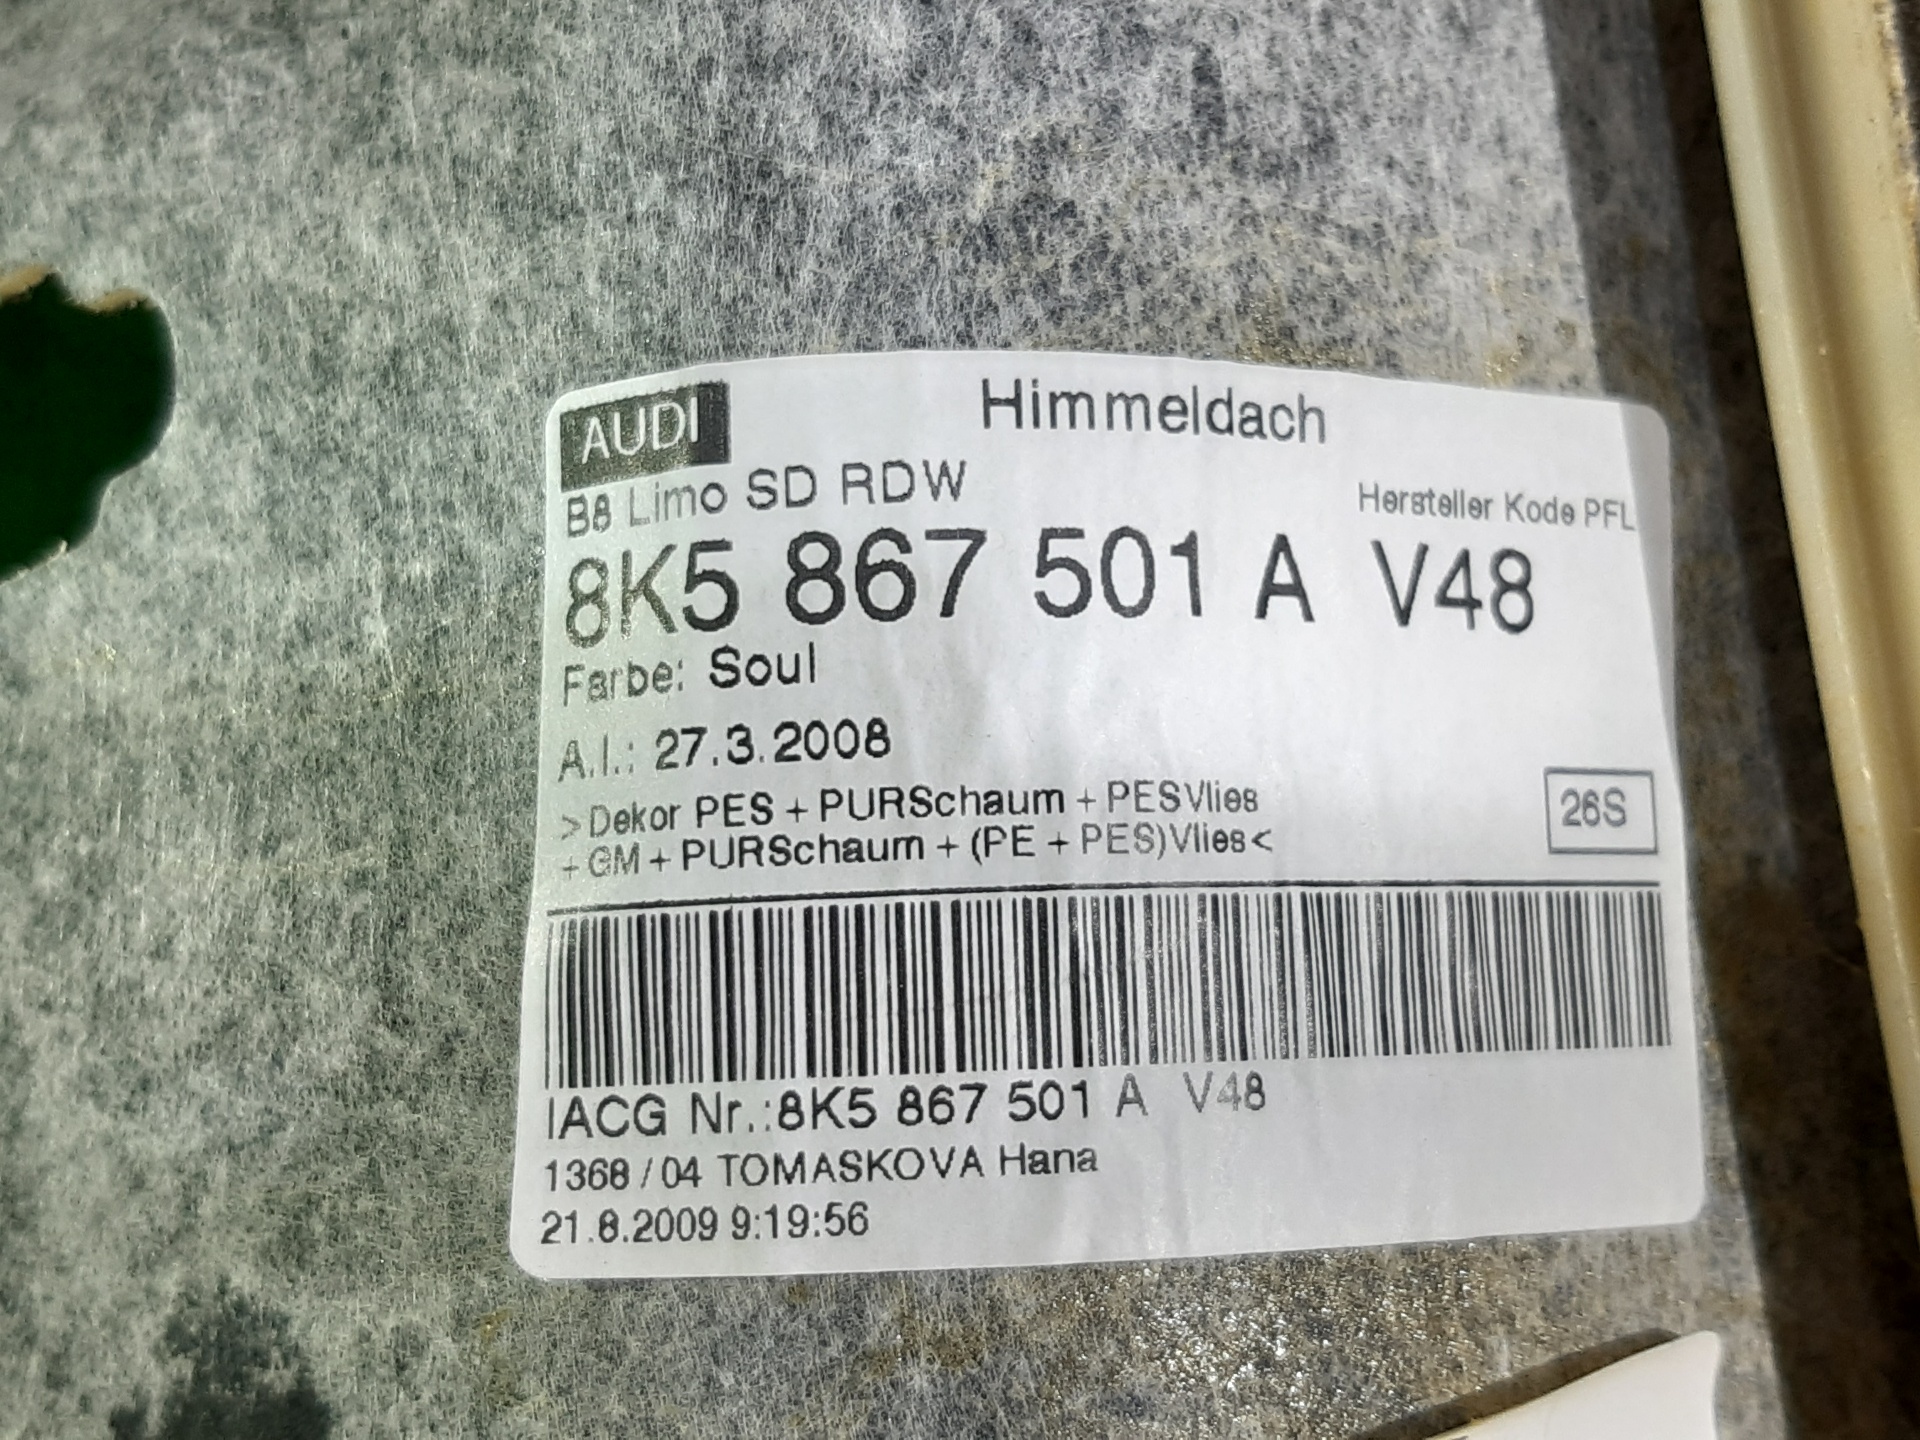 AUDI
Himmeldach
B8 Limo SD RDW
Hersteller Kode PFL
8K5 867 501 A V48
Farbe: Soul
A.I.: 27.3.2008
>Dekor PES + PURSchaum + PESVlies
+ GM + PURSchaum + (PE + PES)Vlies<
26S
IACG Nr.:8K5 867 501 A V48
1368 / 04 TOMASKOVA Hana
21.8.2009 9:19:56